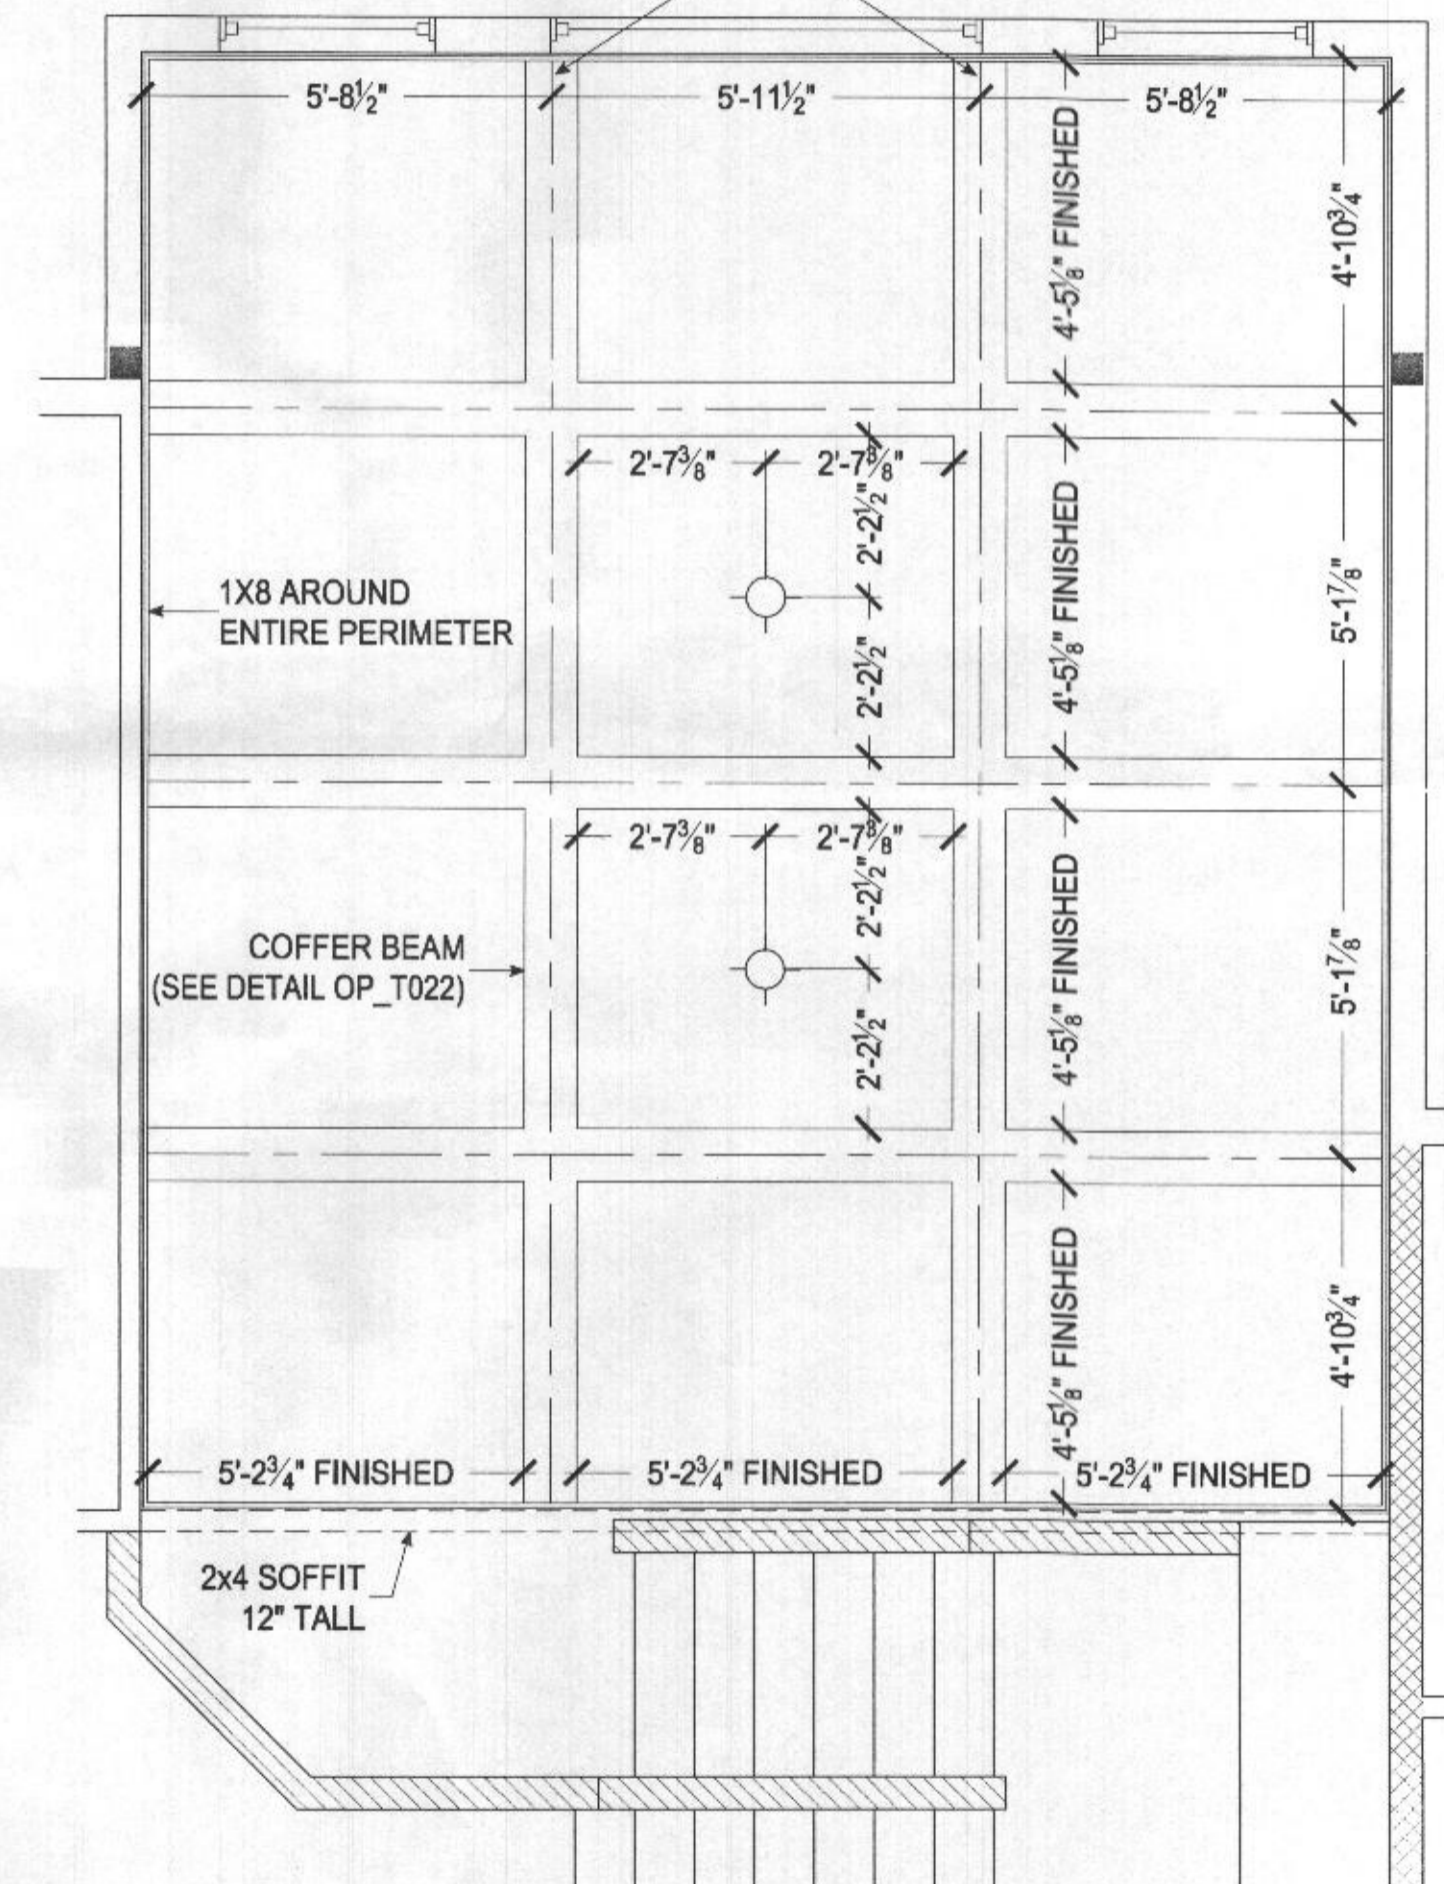 5'-8½"
5'-11½"
5'-8½"
4'-5⅛" FINISHED
4'-10¾"
2'-7⅜"
2'-7⅜"
2'-2½"
4'-5⅛" FINISHED
5'-1⅞"
1X8 AROUND
ENTIRE PERIMETER
2'-2½"
2'-7⅜"
2'-7⅜"
2'-2½"
4'-5⅛" FINISHED
5'-1⅞"
COFFER BEAM
(SEE DETAIL OP_T022)
2'-2½"
4'-5⅛" FINISHED
4'-10¾"
5'-2¾" FINISHED
5'-2¾" FINISHED
5'-2¾" FINISHED
2x4 SOFFIT
12" TALL